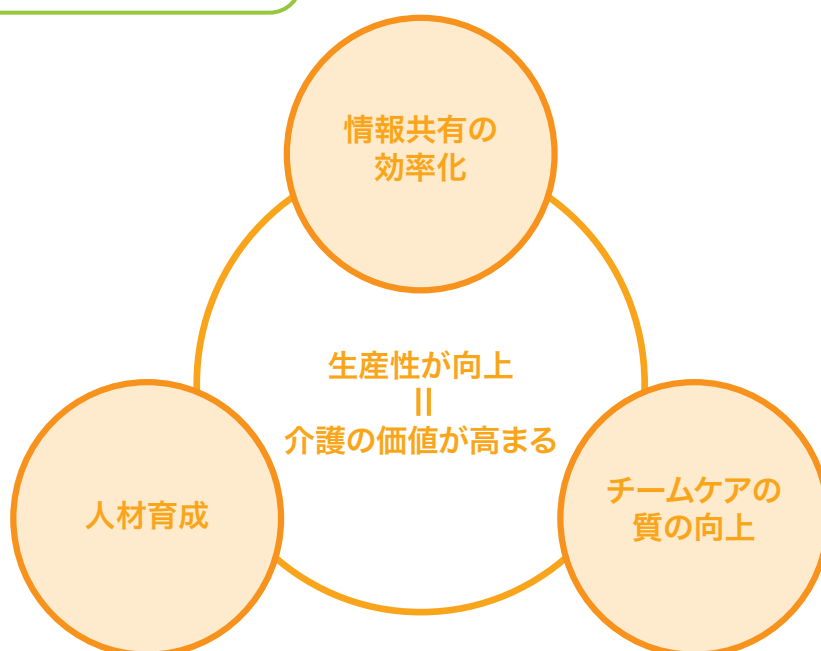 情報共有の
効率化
生産性が向上
=
介護の価値が高まる
人材育成
チームケアの
質の向上